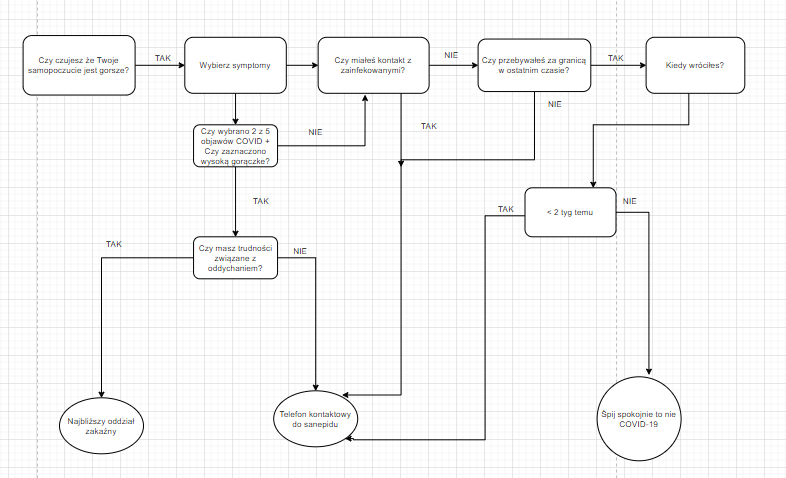 Czy czujesz że Twoje
samopoczucie jest gorsze?
TAK
Wybierz symptomy
Czy miałeś kontakt z
zainfekowanymi?
NIE
Czy przebywałeś za granicą
w ostatnim czasie?
TAK
Kiedy wróciłes?
Czy wybrano 2 z 5
objawów COVID +
Czy zaznaczono
wysoką gorączke?
NIE
TAK
NIE
TAK
TAK
< 2 tyg temu
NIE
TAK
Czy masz trudności
związane z
oddychaniem?
NIE
Najbliższy oddział
zakaźny
Telefon kontaktowy
do sanepidu
Śpij spokojnie to nie
COVID-19